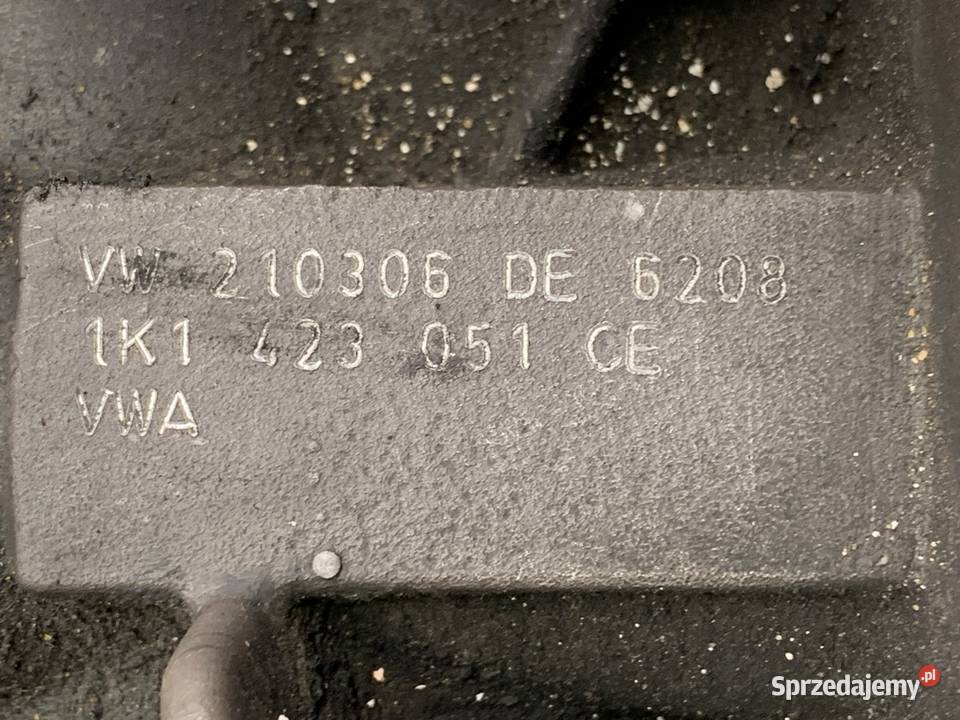 VW 210306 DE 6208
1K1 423 051 CE
VWA
Sprzedajemy.pl